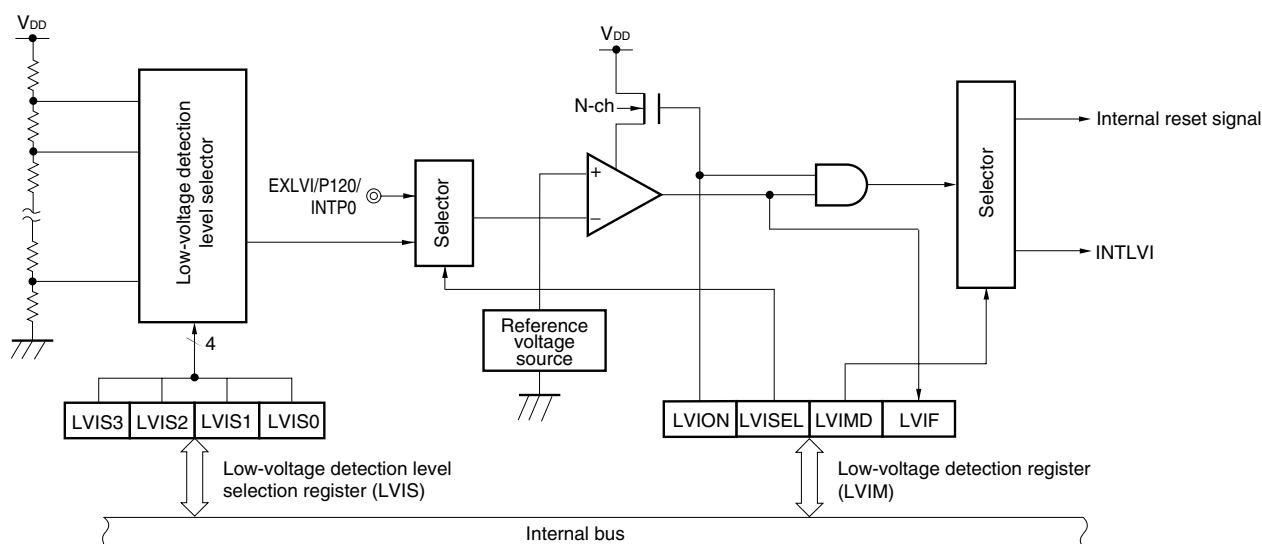 VDD
VDD
N-ch
Low-voltage detection
level selector
EXLVI/P120/
INTP0
Selector
+
−
Selector
Internal reset signal
INTLVI
Reference
voltage
source
4
LVIS3 LVIS2 LVIS1 LVIS0
LVION LVISEL LVIMD LVIF
Low-voltage detection level
selection register (LVIS)
Low-voltage detection register
(LVIM)
Internal bus